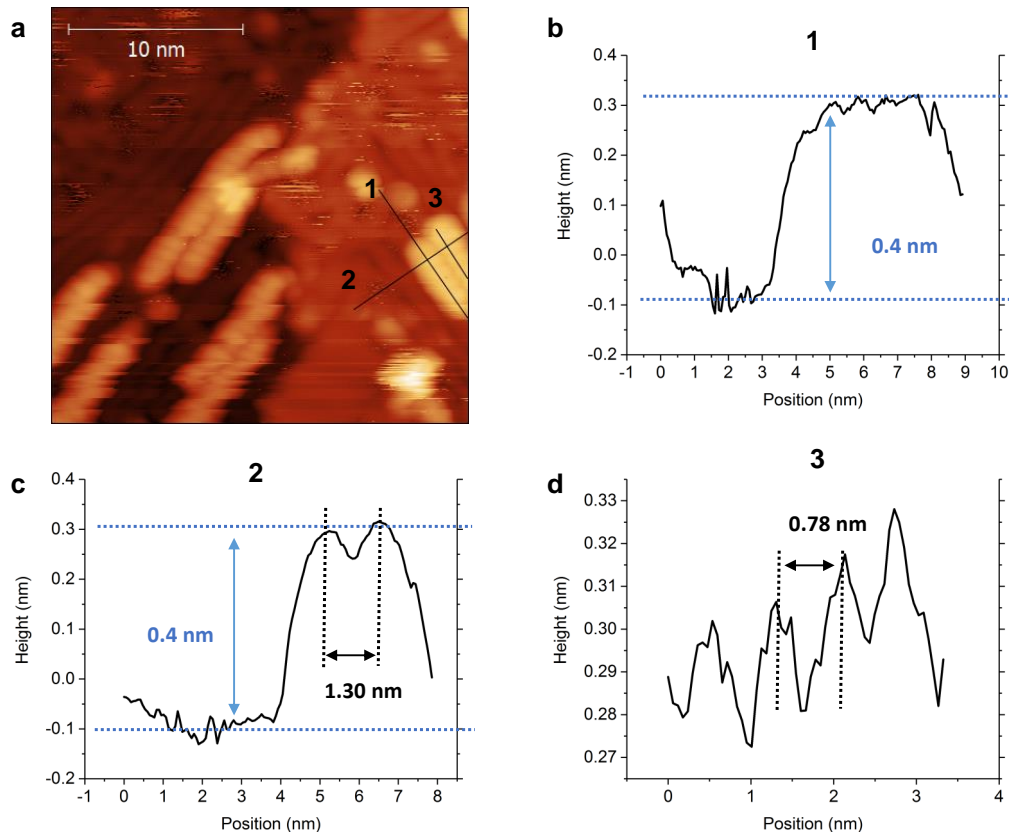 a
10 nm
1
3
2
b
1
0.4
0.3
0.2
0.1
0.0
-0.1
-0.2
Height (nm)
0.4 nm
-1 0 1 2 3 4 5 6 7 8 9 10
Position (nm)
c
2
0.4
0.3
0.2
0.1
0.0
-0.1
-0.2
Height (nm)
0.4 nm
1.30 nm
-1 0 1 2 3 4 5 6 7 8
Position (nm)
d
3
0.33
0.32
0.31
0.30
0.29
0.28
0.27
Height (nm)
0.78 nm
0 1 2 3 4
Position (nm)